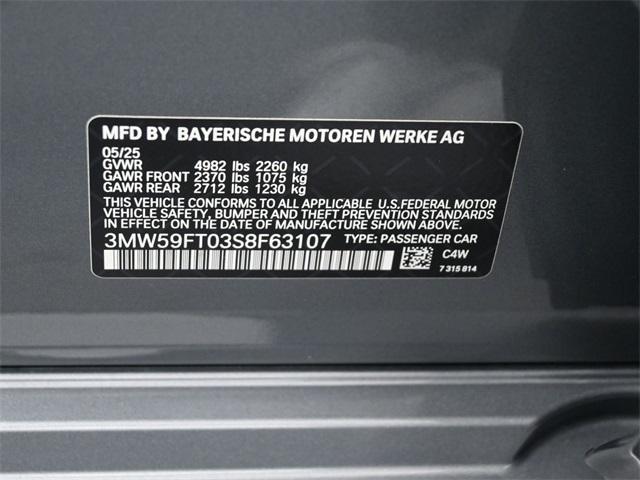 MFD BY BAYERISCHE MOTOREN WERKE AG
05/25
GVWR 4982 lbs 2260 kg
GAWR FRONT 2370 lbs 1075 kg
GAWR REAR 2712 lbs 1230 kg
THIS VEHICLE CONFORMS TO ALL APPLICABLE U.S.FEDERAL MOTOR
VEHICLE SAFETY, BUMPER AND THEFT PREVENTION STANDARDS
IN EFFECT ON THE DATE OF MANUFACTURE SHOWN ABOVE.
3MW59FT03S8F63107 TYPE: PASSENGER CAR
C4W
7 315 814